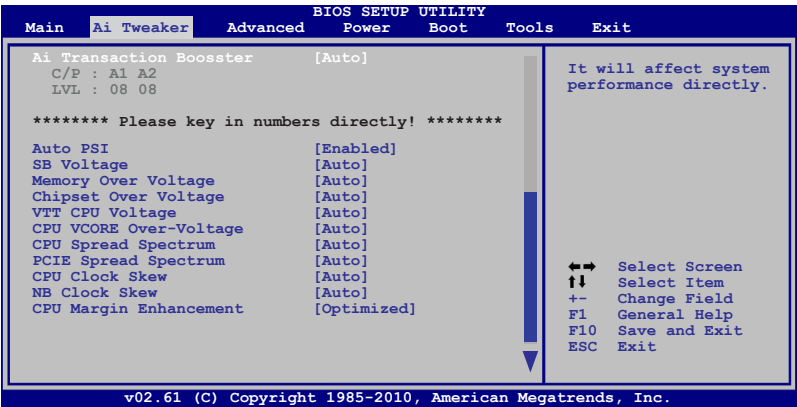 BIOS SETUP UTILITY
Main Ai Tweaker Advanced Power Boot Tools Exit
Ai Transaction Boosster [Auto]
C/P : A1 A2
LVL : 08 08
******** Please key in numbers directly! ********
Auto PSI [Enabled]
SB Voltage [Auto]
Memory Over Voltage [Auto]
Chipset Over Voltage [Auto]
VTT CPU Voltage [Auto]
CPU VCORE Over-Voltage [Auto]
CPU Spread Spectrum [Auto]
PCIE Spread Spectrum [Auto]
CPU Clock Skew [Auto]
NB Clock Skew [Auto]
CPU Margin Enhancement [Optimized]
It will affect system
performance directly.
←→ Select Screen
↑↓ Select Item
+- Change Field
F1 General Help
F10 Save and Exit
ESC Exit
v02.61 (C) Copyright 1985-2010, American Megatrends, Inc.